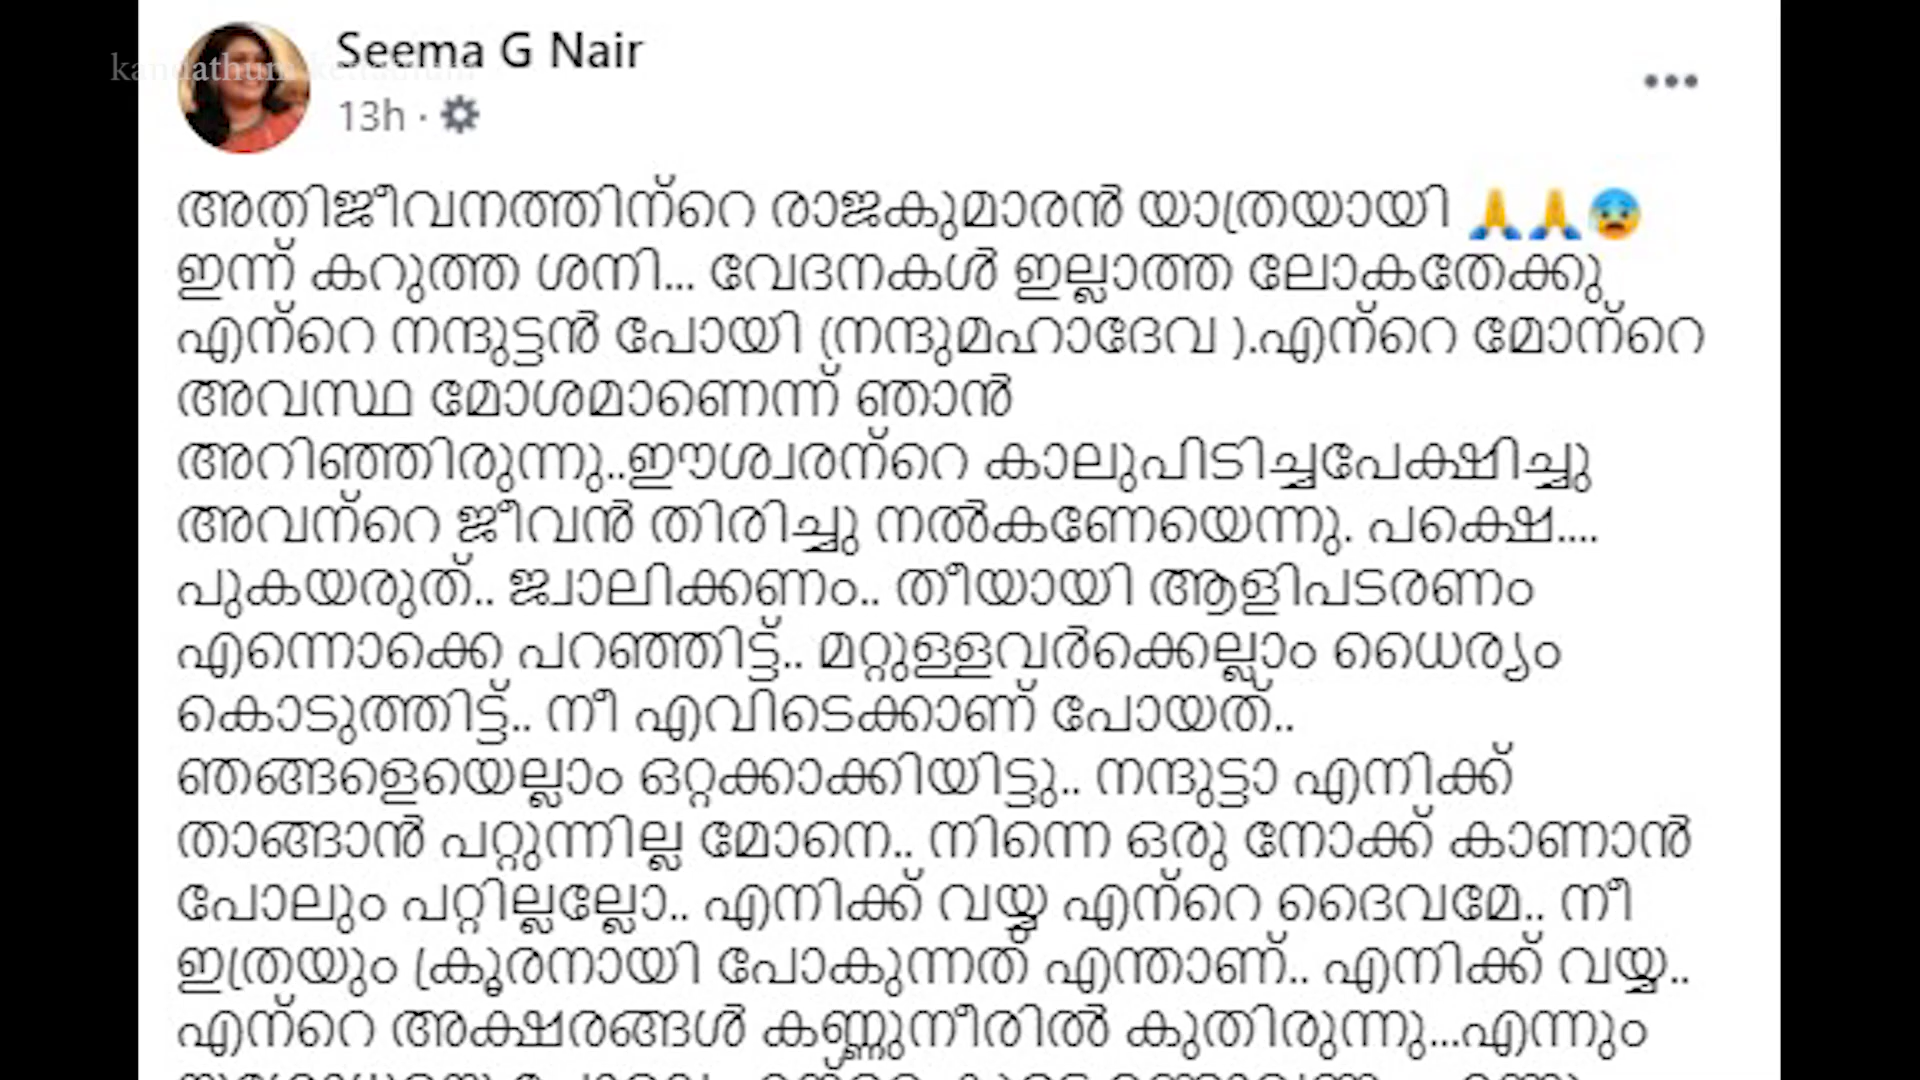 Seema G Nair
kandathum kettathum
13h ·
അതിജീവനത്തിന്റെ രാജകുമാരൻ യാത്രയായി 🙏🙏😰
ഇന്ന് കറുത്ത ശനി... വേദനകൾ ഇല്ലാത്ത ലോകതേക്കു
എന്റെ നന്ദുട്ടൻ പോയി (നന്ദുമഹാദേവ ).എന്റെ മോന്റെ
അവസ്ഥ മോശമാണെന്ന് ഞാൻ
അറിഞ്ഞിരുന്നു..ഈശ്വരന്റെ കാലുപിടിച്ചപേക്ഷിച്ചു
അവന്റെ ജീവൻ തിരിച്ചു നൽകണേയെന്നു. പക്ഷെ....
പുകയരുത്.. ജ്വാലിക്കണം.. തീയായി ആളിപടരണം
എന്നൊക്കെ പറഞ്ഞിട്ട്.. മറ്റുള്ളവർക്കെല്ലാം ധൈര്യം
കൊടുത്തിട്ട്.. നീ എവിടെക്കാണ് പോയത്..
ഞങ്ങളെയെല്ലാം ഒറ്റക്കാക്കിയിട്ടു.. നന്ദുട്ടാ എനിക്ക്
താങ്ങാൻ പറ്റുന്നില്ല മോനെ.. നിന്നെ ഒരു നോക്ക് കാണാൻ
പോലും പറ്റില്ലല്ലോ.. എനിക്ക് വയ്യ എന്റെ ദൈവമേ.. നീ
ഇത്രയും ക്രൂരനായി പോകുന്നത് എന്താണ്.. എനിക്ക് വയ്യ..
എന്റെ അക്ഷരങ്ങൾ കണ്ണുനീരിൽ കുതിരുന്നു...എന്നും